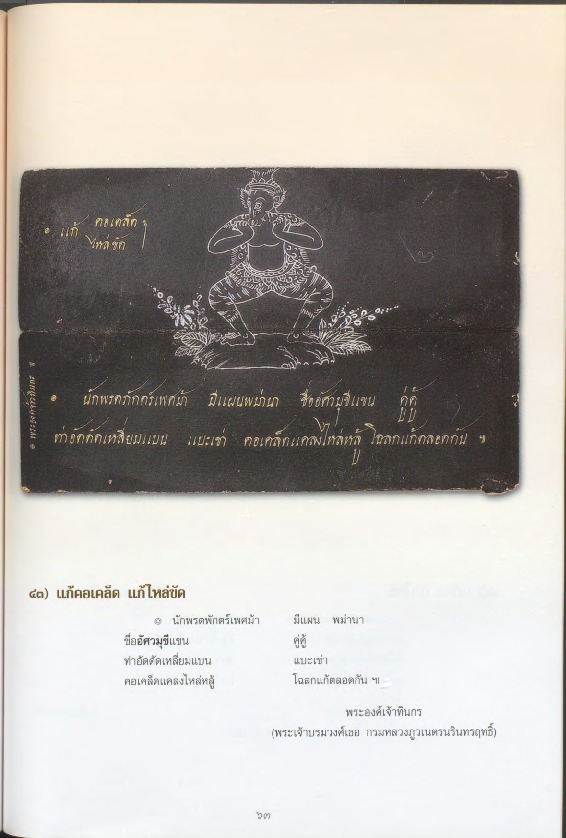 ๏ แก้ คอเคล็ด ฯ
ไหล่ขัด
๏ พระองค์เจ้าทินกร ฯ
๏ นักพรตภักตร์เพศม้า มีแผนพม่านา ชื่ออัศวมุขีแขน คู่คู้
ท่าอัดดัดเหลี่ยมแบน แบะเข่า คอเคล็ดแคลงไหล่หลู้ โฉลกแก้ตลอดกัน ๚
๔๓) แก้คอเคล็ด แก้ไหล่ขัด
๏ นักพรตพักตร์เพศม้า มีแผน พม่านา
ชื่ออัศวมุขีแขน คู่คู้
ท่าอัดดัดเหลี่ยมแบน แบะเข่า
คอเคล็ดแคลงไหล่หลู้ โฉลกแก้ตลอดกัน ๚
พระองค์เจ้าทินกร
(พระเจ้าบรมวงศ์เธอ กรมหลวงภูวเนตรนรินทรฤทธิ์)
๖๓